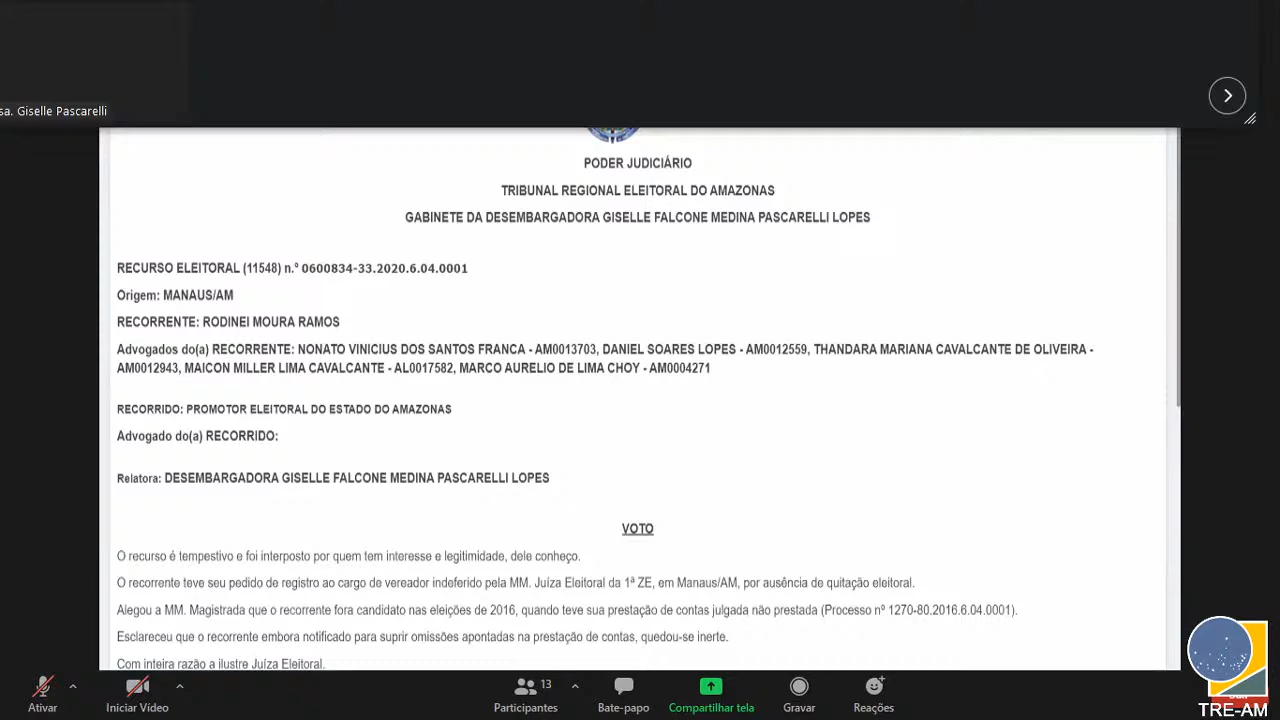 sa. Giselle Pascarelli
PODER JUDICIÁRIO
TRIBUNAL REGIONAL ELEITORAL DO AMAZONAS
GABINETE DA DESEMBARGADORA GISELLE FALCONE MEDINA PASCARELLI LOPES
RECURSO ELEITORAL (11548) n.º 0600834-33.2020.6.04.0001
Origem: MANAUS/AM
RECORRENTE: RODINEI MOURA RAMOS
Advogados do(a) RECORRENTE: NONATO VINICIUS DOS SANTOS FRANCA - AM0013703, DANIEL SOARES LOPES - AM0012559, THANDARA MARIANA CAVALCANTE DE OLIVEIRA -
AM0012943, MAICON MILLER LIMA CAVALCANTE - AL0017582, MARCO AURELIO DE LIMA CHOY - AM0004271
RECORRIDO: PROMOTOR ELEITORAL DO ESTADO DO AMAZONAS
Advogado do(a) RECORRIDO:
Relatora: DESEMBARGADORA GISELLE FALCONE MEDINA PASCARELLI LOPES
VOTO
O recurso é tempestivo e foi interposto por quem tem interesse e legitimidade, dele conheço.
O recorrente teve seu pedido de registro ao cargo de vereador indeferido pela MM. Juíza Eleitoral da 1ª ZE, em Manaus/AM, por ausência de quitação eleitoral.
Alegou a MM. Magistrada que o recorrente fora candidato nas eleições de 2016, quando teve sua prestação de contas julgada não prestada (Processo nº 1270-80.2016.6.04.0001).
Esclareceu que o recorrente embora notificado para suprir omissões apontadas na prestação de contas, quedou-se inerte.
Com inteira razão a ilustre Juíza Eleitoral.
13
Ativar
Iniciar Vídeo
Participantes
Bate-papo
Compartilhar tela
Gravar
Reações
TRE-AM